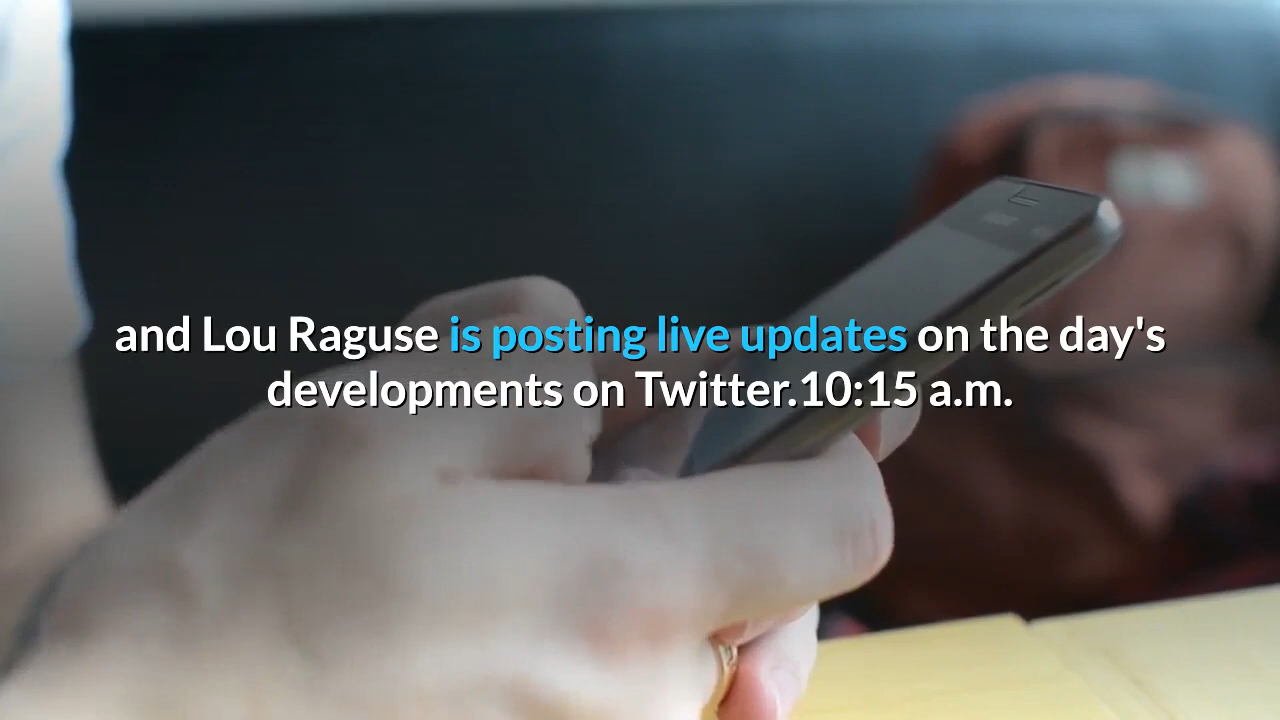 and Lou Raguse is posting live updates on the day's
developments on Twitter.10:15 a.m.